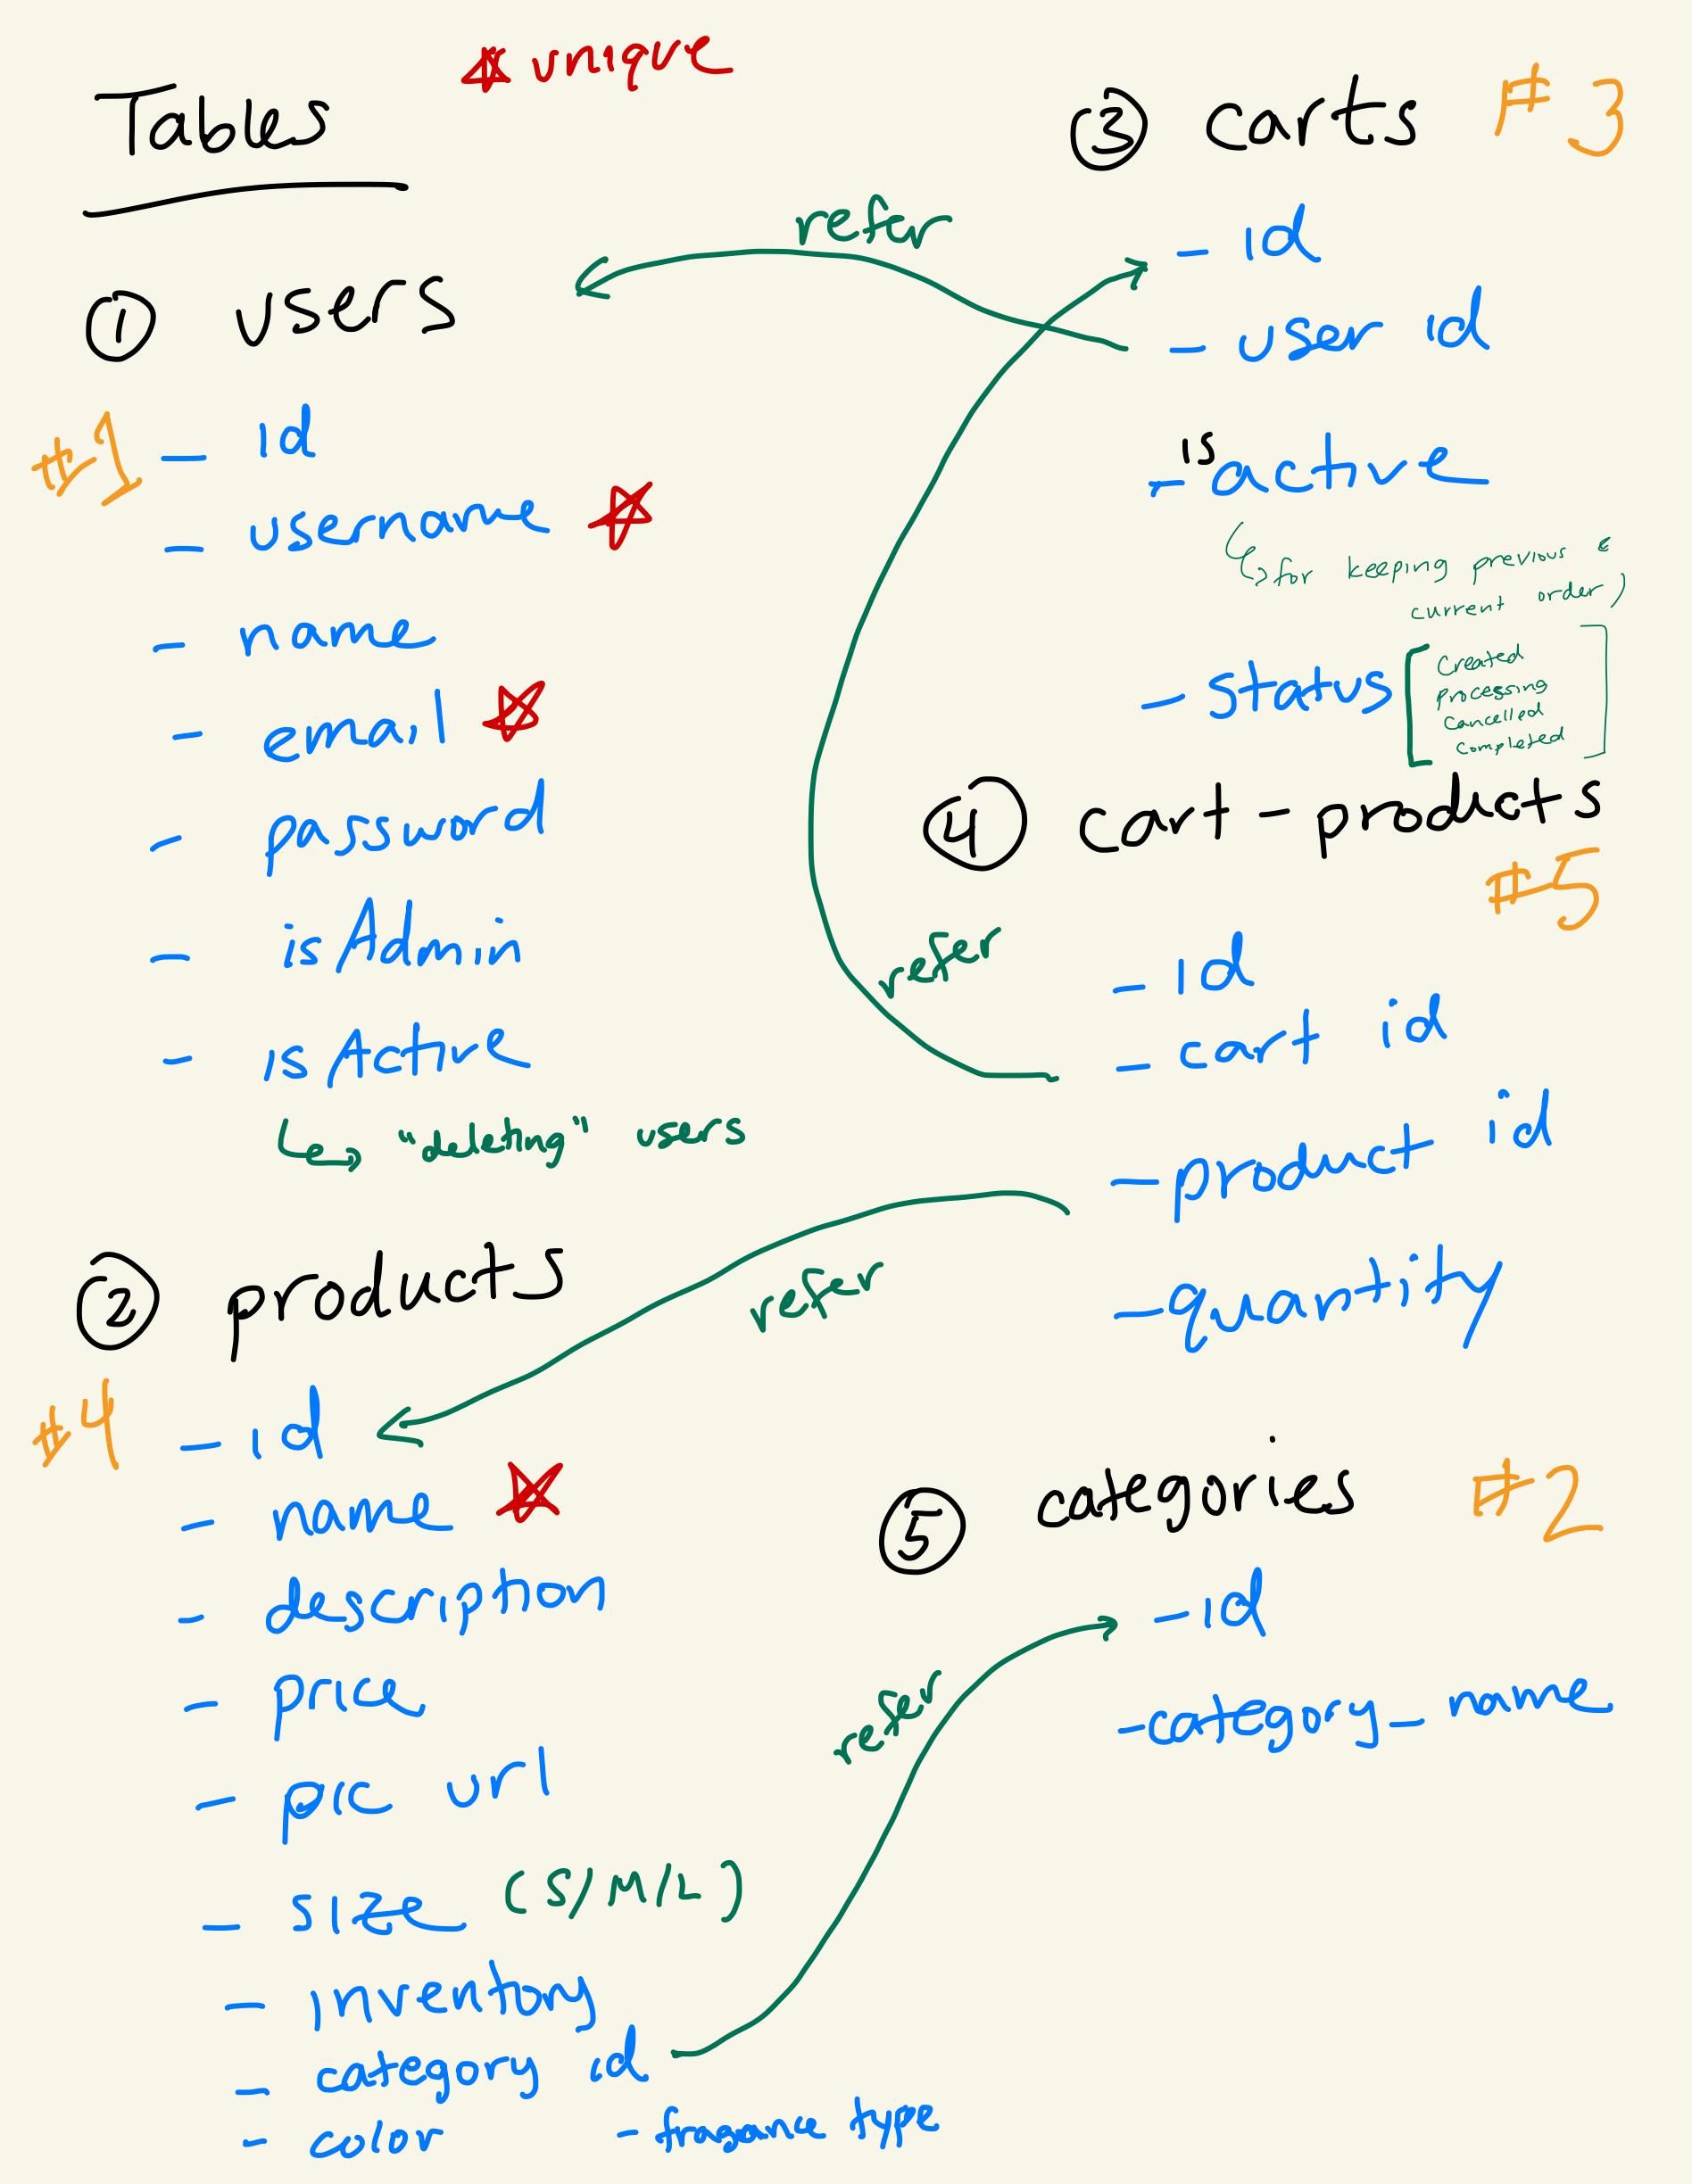 Tables
* unique
① users
#1
- id
- username *
- name
- email *
- password
- isAdmin
- isActive
↳ "deleting" users
② products
#4
- id
- name *
- description
- price
- pic url
- size (S/M/L)
- inventory
- category id
- color - fragance type
③ carts #3
- id
- user id
- is active
↳ for keeping previous &
current order)
- status [Created
processing
cancelled
completed]
④ cart-products
#5
- id
- cart id
- product id
- quantity
⑤ categories #2
- id
- category_name
refer
refer
refer
refer